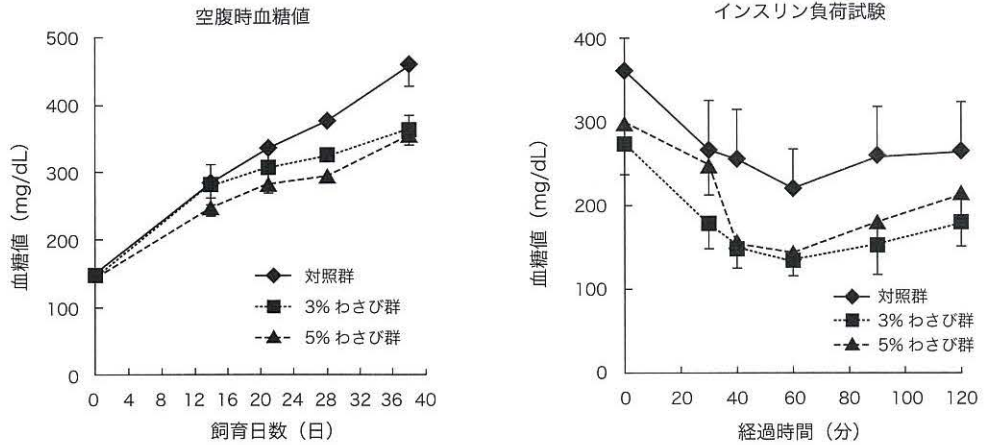 空腹時血糖値
500
400
300
200
100
0
血糖値（mg/dL）
対照群
3% わさび群
5% わさび群
0 4 8 12 16 21 24 28 32 36 40
飼育日数（日）
インスリン負荷試験
400
300
200
100
0
血糖値（mg/dL）
対照群
3% わさび群
5% わさび群
0 20 40 60 80 100 120
経過時間（分）